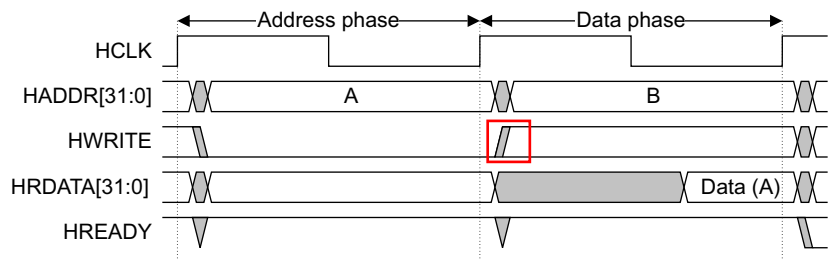 Address phase Data phase
HCLK
HADDR[31:0] A B
HWRITE
HRDATA[31:0] Data (A)
HREADY